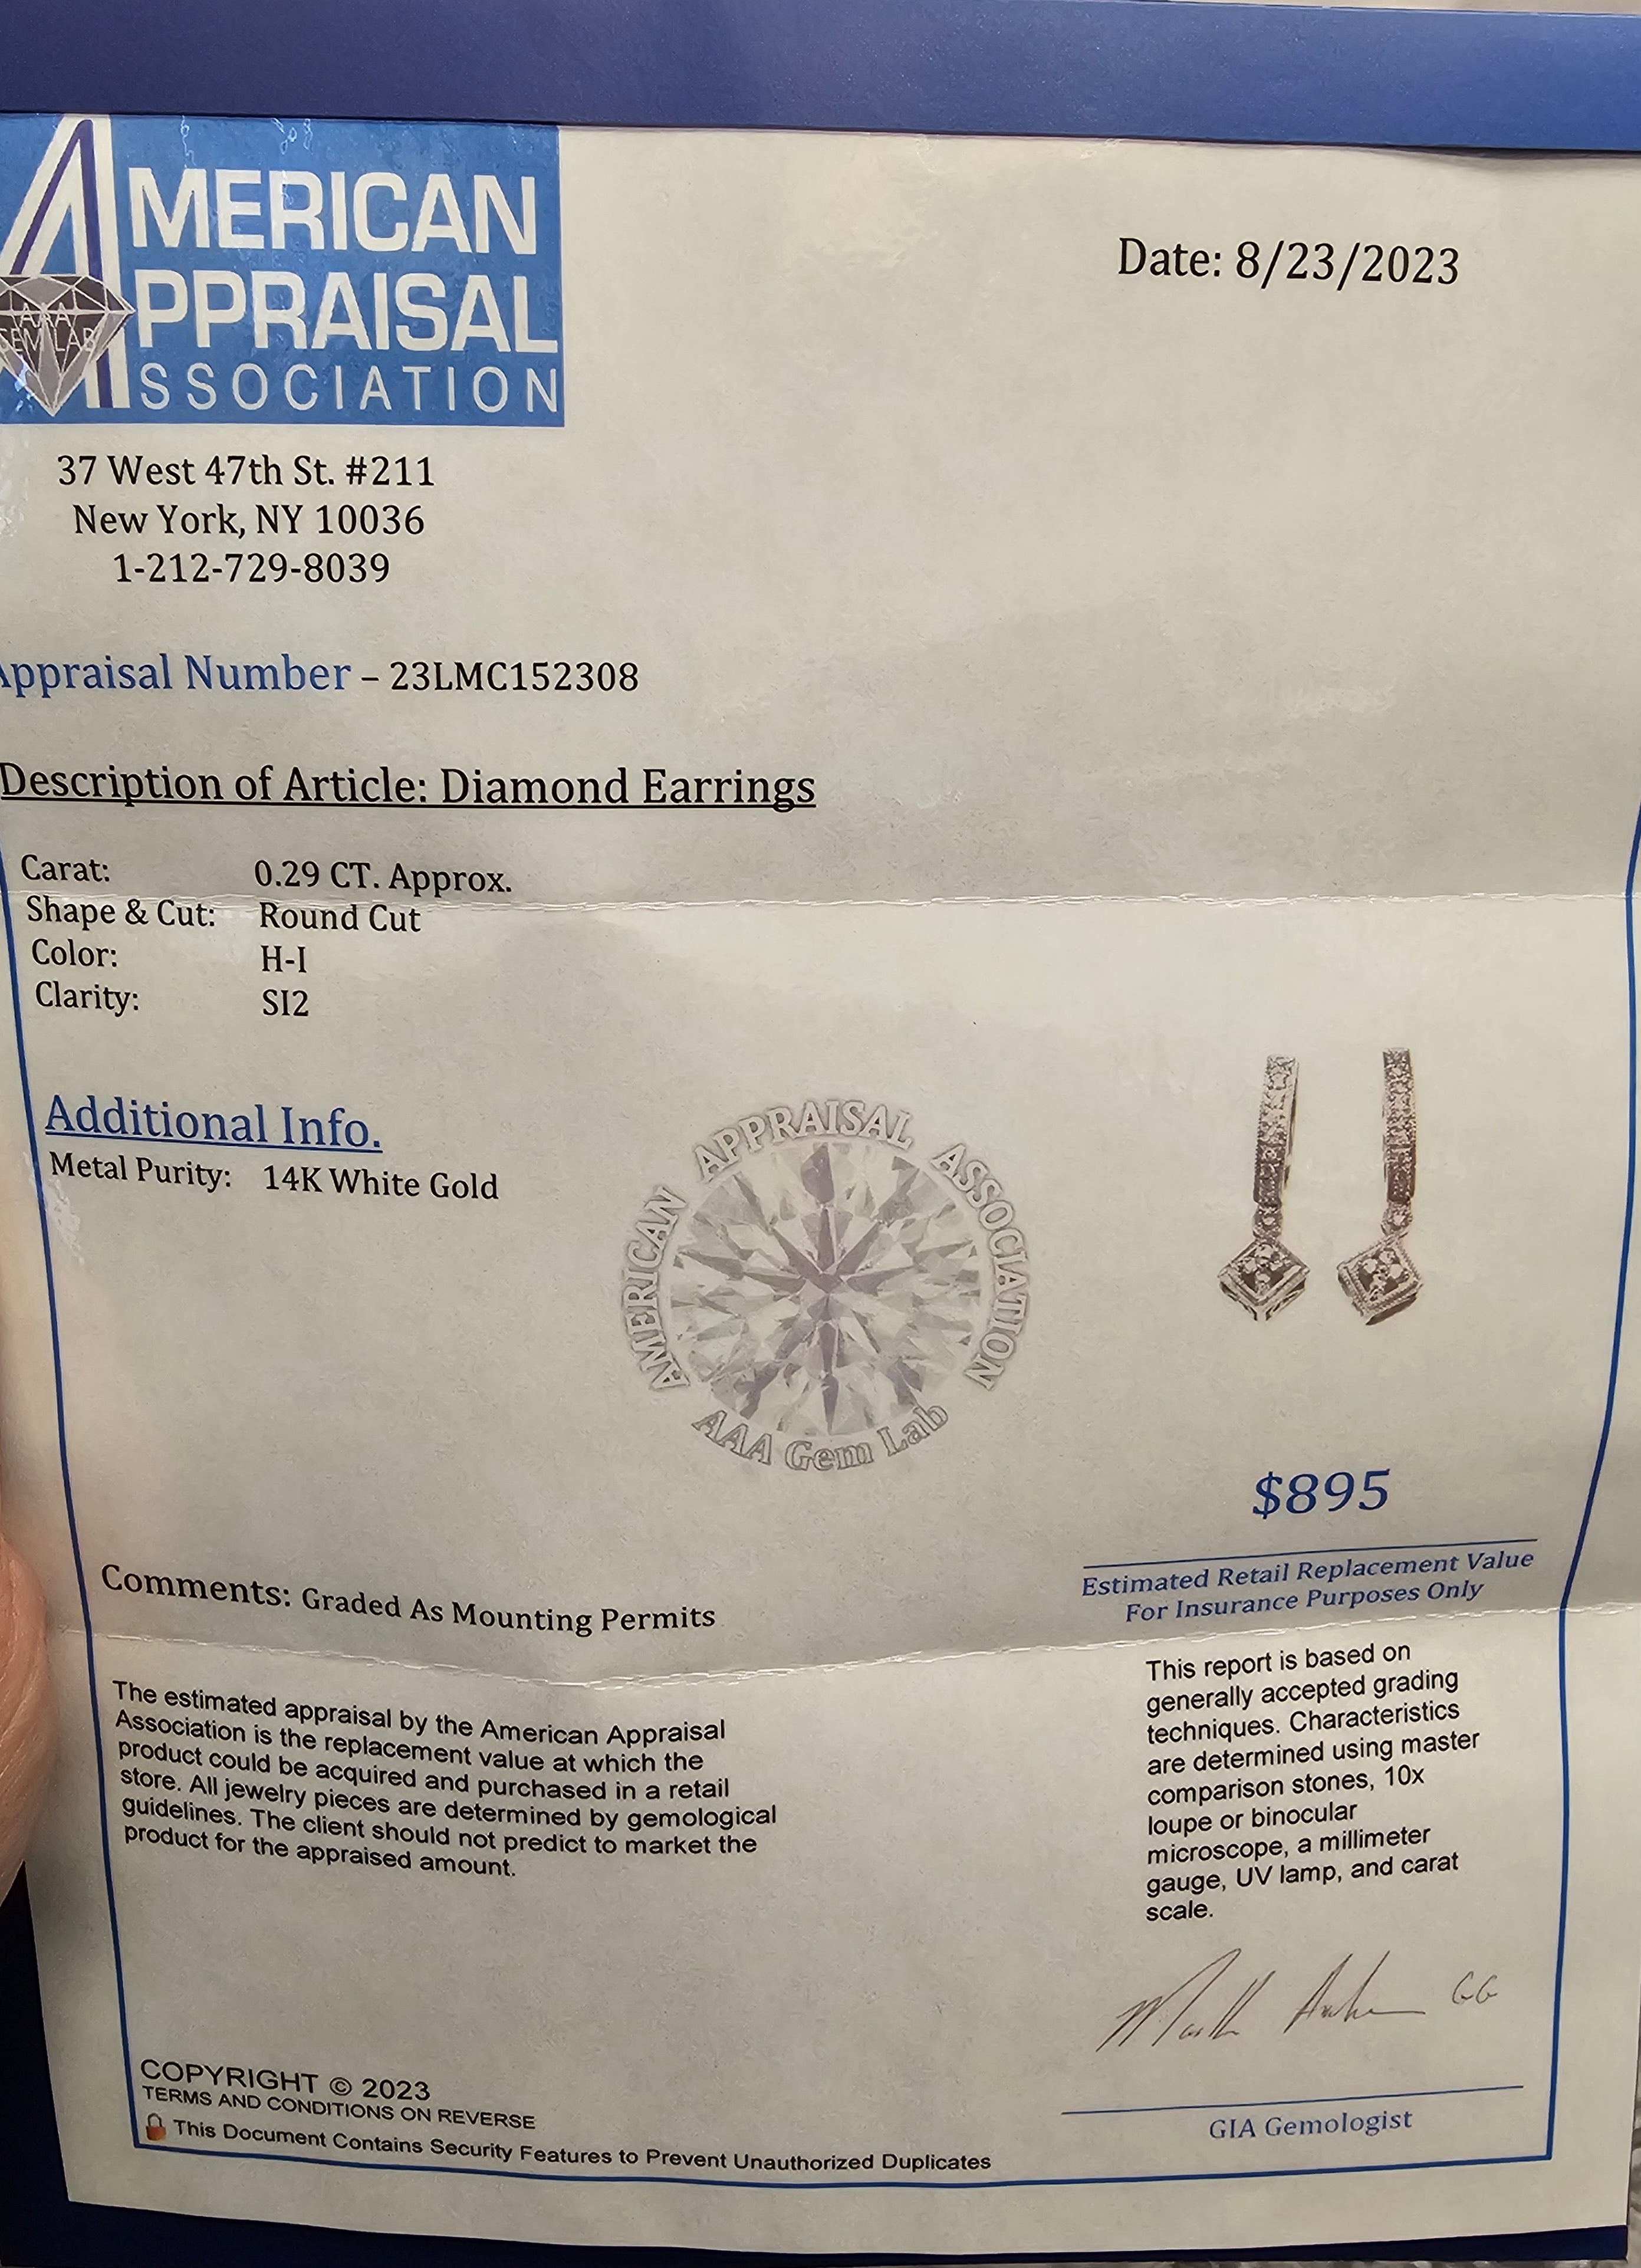 AMERICAN
APPRAISAL
ASSOCIATION
AAA
GEM LAB
Date: 8/23/2023
37 West 47th St. #211
New York, NY 10036
1-212-729-8039
Appraisal Number – 23LMC152308
Description of Article: Diamond Earrings
Carat: 0.29 CT. Approx.
Shape & Cut: Round Cut
Color: H-I
Clarity: SI2
Additional Info.
Metal Purity: 14K White Gold
AMERICAN APPRAISAL ASSOCIATION
AAA Gem Lab
$895
Estimated Retail Replacement Value
For Insurance Purposes Only
Comments: Graded As Mounting Permits
The estimated appraisal by the American Appraisal
Association is the replacement value at which the
product could be acquired and purchased in a retail
store. All jewelry pieces are determined by gemological
guidelines. The client should not predict to market the
product for the appraised amount.
This report is based on
generally accepted grading
techniques. Characteristics
are determined using master
comparison stones, 10x
loupe or binocular
microscope, a millimeter
gauge, UV lamp, and carat
scale.
GG
GIA Gemologist
COPYRIGHT © 2023
TERMS AND CONDITIONS ON REVERSE
This Document Contains Security Features to Prevent Unauthorized Duplicates